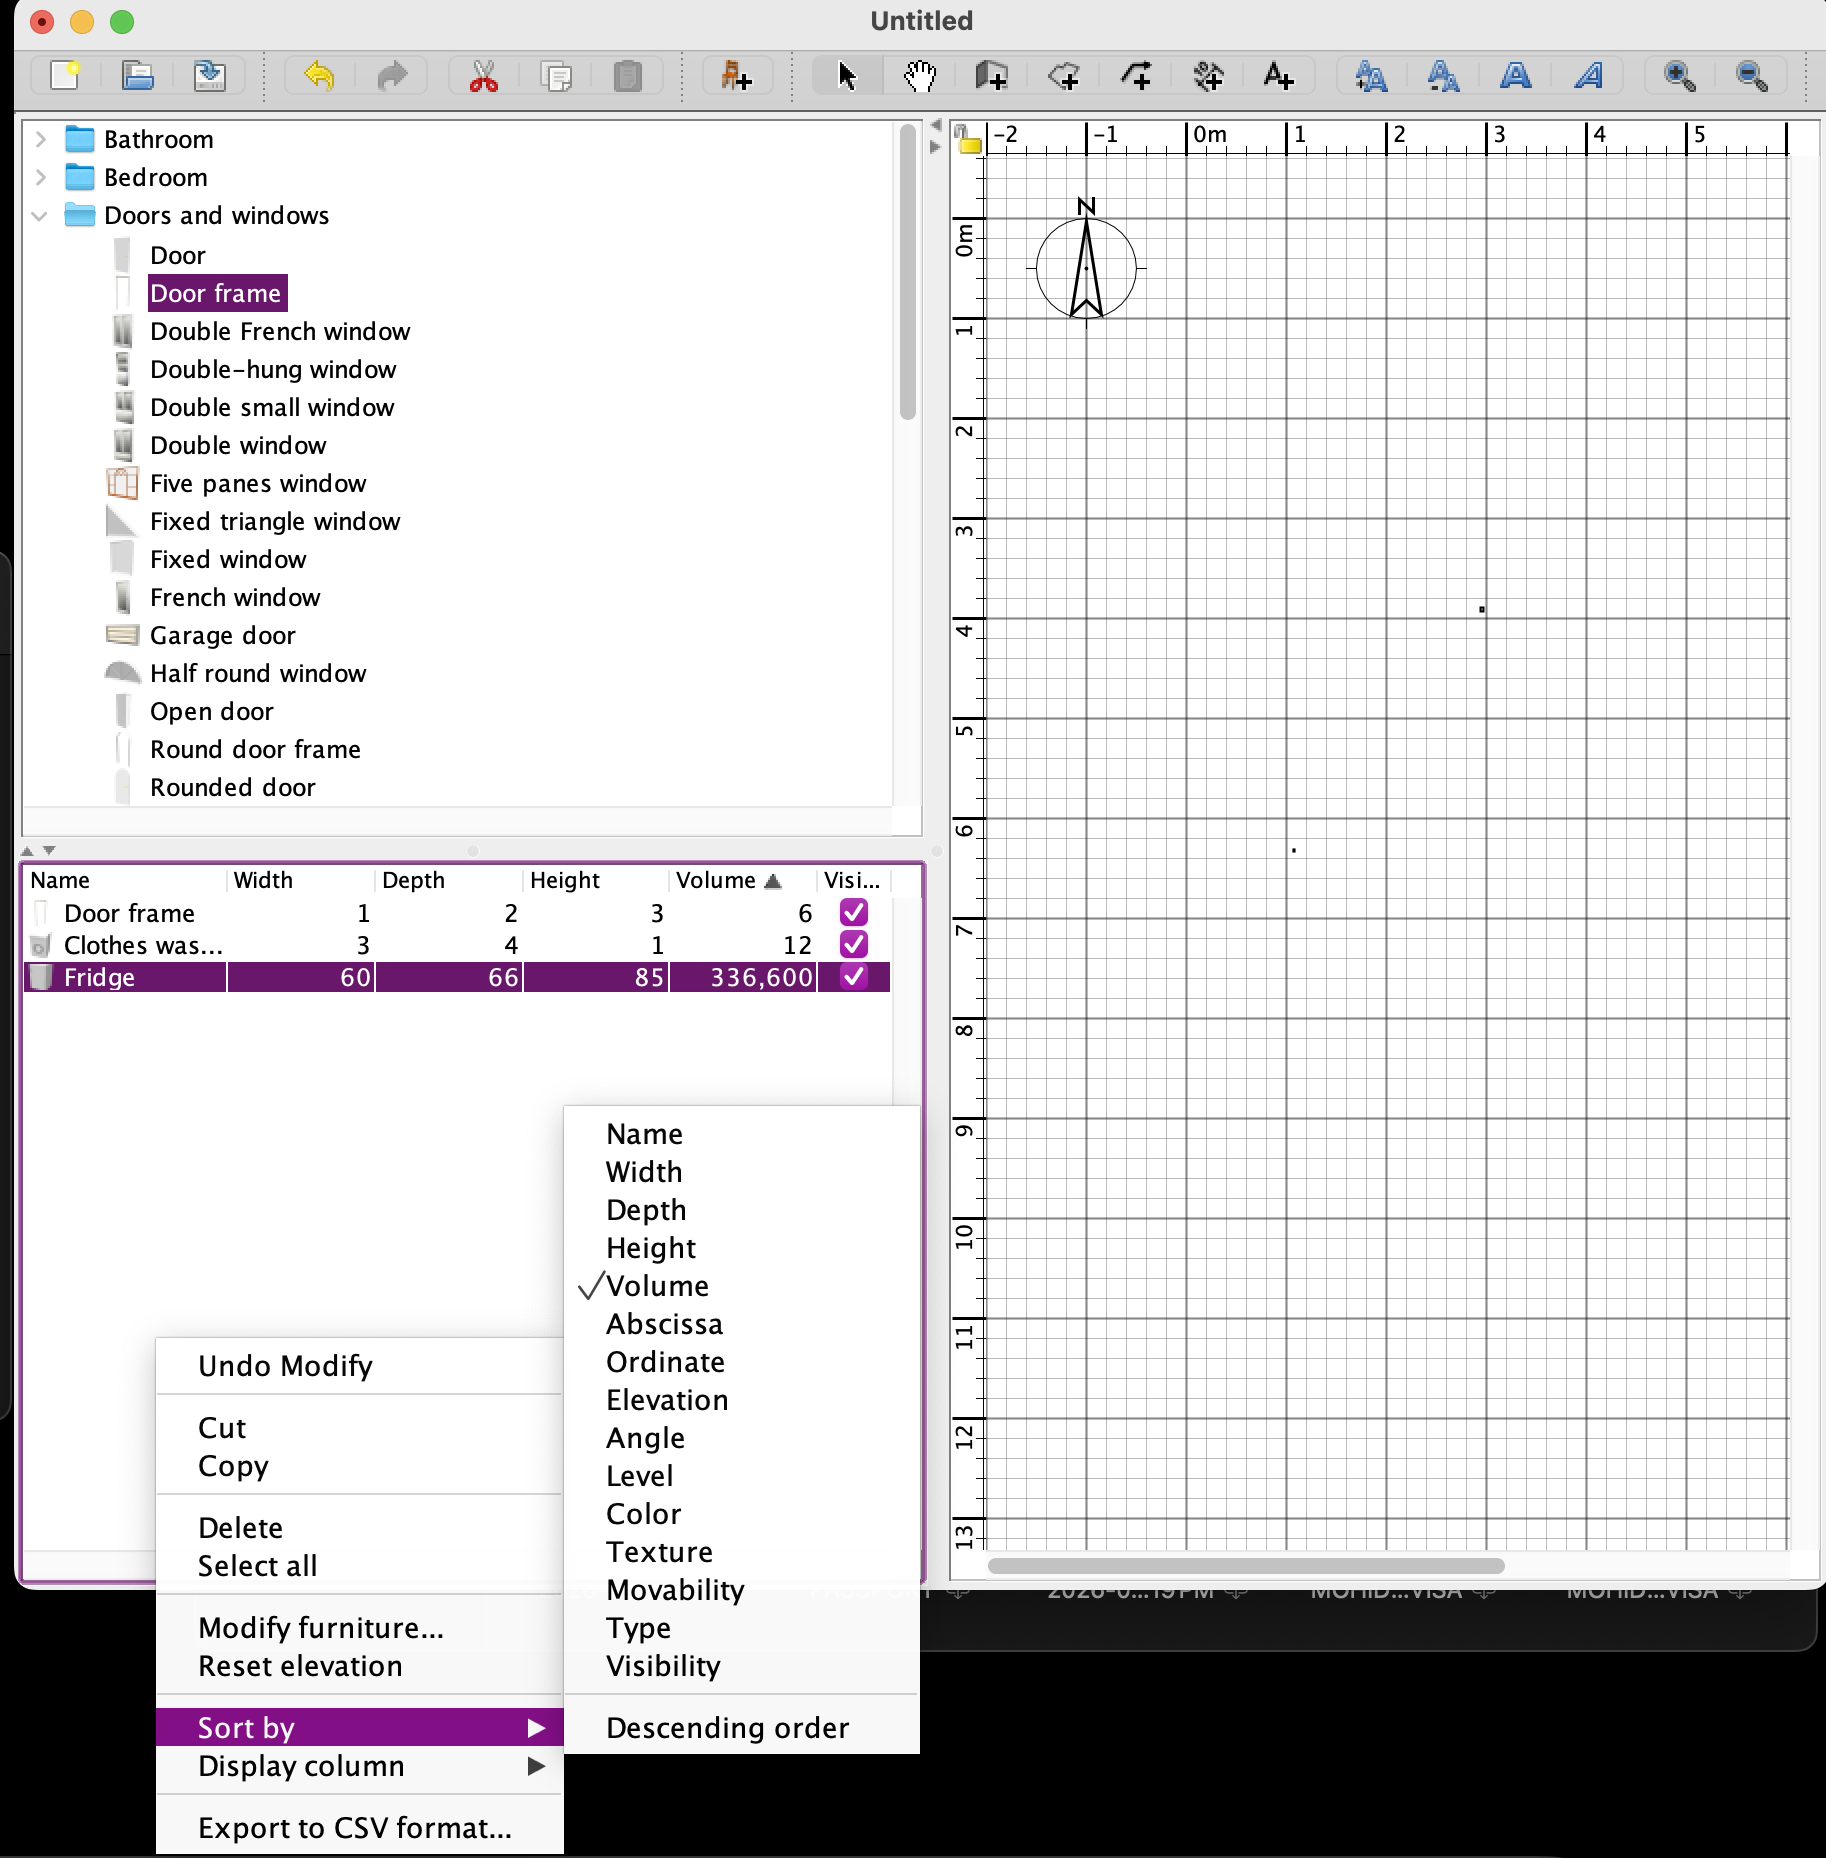 Untitled
Bathroom
Bedroom
Doors and windows
Door
Door frame
Double French window
Double-hung window
Double small window
Double window
Five panes window
Fixed triangle window
Fixed window
French window
Garage door
Half round window
Open door
Round door frame
Rounded door
Name Width Depth Height Volume Visi...
Door frame 1 2 3 6
Clothes was... 3 4 1 12
Fridge 60 66 85 336,600
Undo Modify
Cut
Copy
Delete
Select all
Modify furniture...
Reset elevation
Sort by
Display column
Export to CSV format...
Name
Width
Depth
Height
Volume
Abscissa
Ordinate
Elevation
Angle
Level
Color
Texture
Movability
Type
Visibility
Descending order
-2 -1 0m 1 2 3 4 5
N
0m
1
2
3
4
5
6
7
8
9
10
11
12
13
MOHID...VISA MOHID...VISA